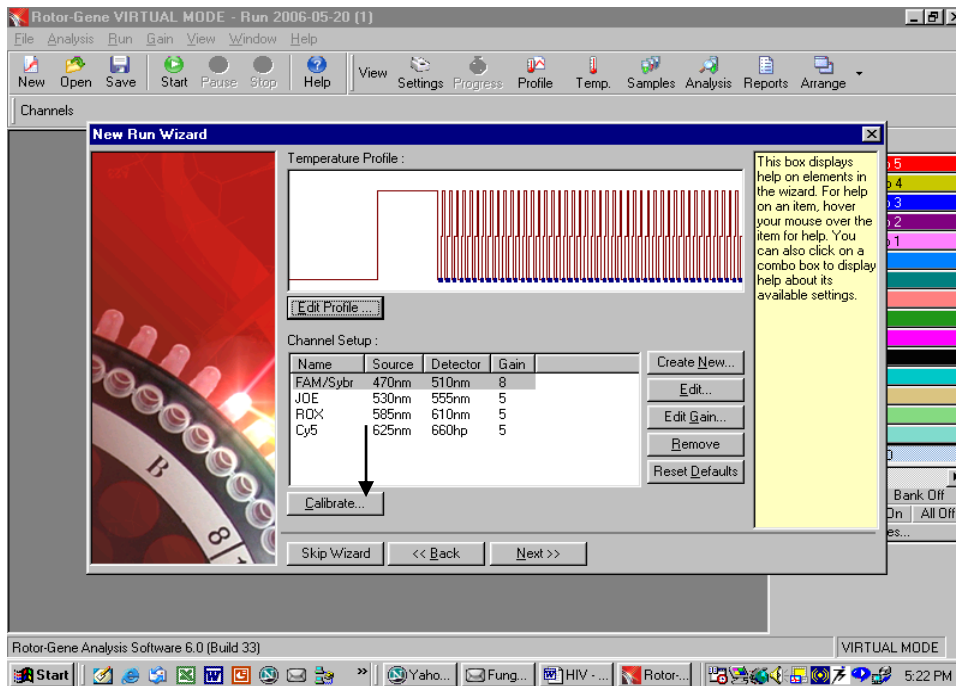 Rotor-Gene VIRTUAL MODE - Run 2006-05-20 (1)
File Analysis Run Gain View Window Help
New Open Save Start Pause Stop Help View Settings Progress Profile Temp. Samples Analysis Reports Arrange
Channels
New Run Wizard
Temperature Profile :
Edit Profile ...
Channel Setup :
Name Source Detector Gain
FAM/Sybr 470nm 510nm 8
JOE 530nm 555nm 5
ROX 585nm 610nm 5
Cy5 625nm 660hp 5
Create New...
Edit...
Edit Gain...
Remove
Reset Defaults
Calibrate...
Skip Wizard << Back Next >>
This box displays
help on elements in
the wizard. For help
on an item, hover
your mouse over the
item for help. You
can also click on a
combo box to display
help about its
available settings.
B
8
5
4
3
2
1
Bank Off
On All Off
es...
Rotor-Gene Analysis Software 6.0 (Build 33) VIRTUAL MODE
Start » Yaho... Fung... HIV - ... Rotor-... 5:22 PM